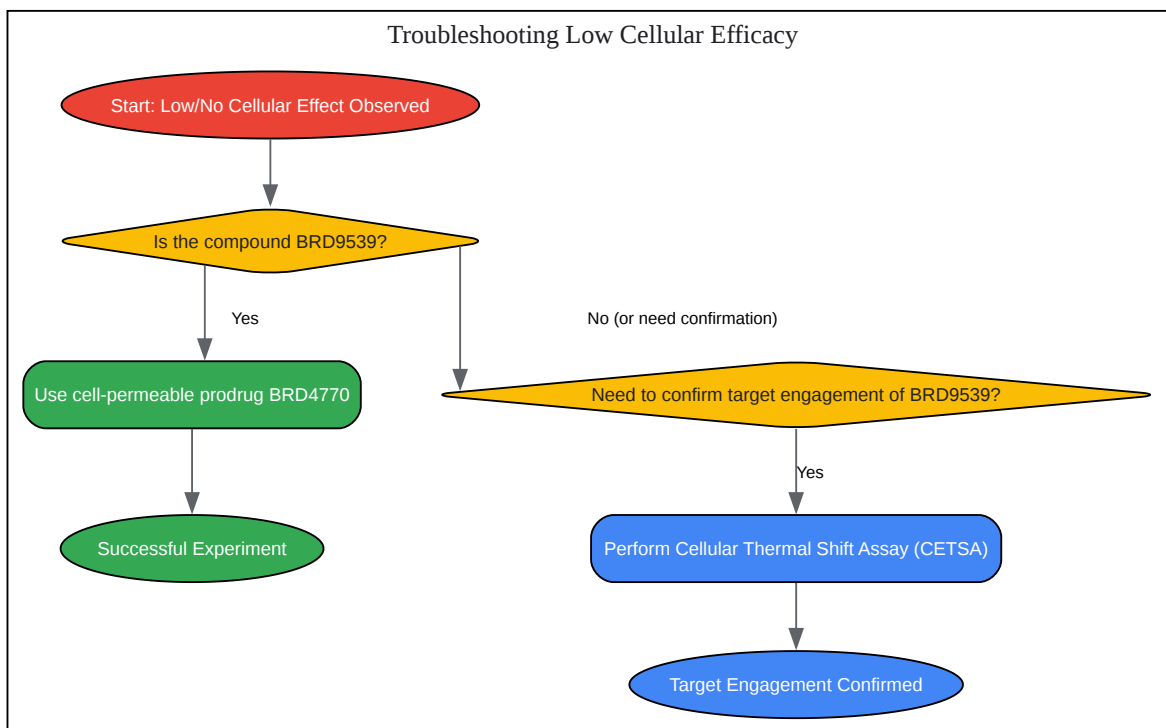 Troubleshooting Low Cellular Efficacy
Start: Low/No Cellular Effect Observed
Is the compound BRD9539?
Yes
No (or need confirmation)
Use cell-permeable prodrug BRD4770
Need to confirm target engagement of BRD9539?
Yes
Successful Experiment
Perform Cellular Thermal Shift Assay (CETSA)
Target Engagement Confirmed